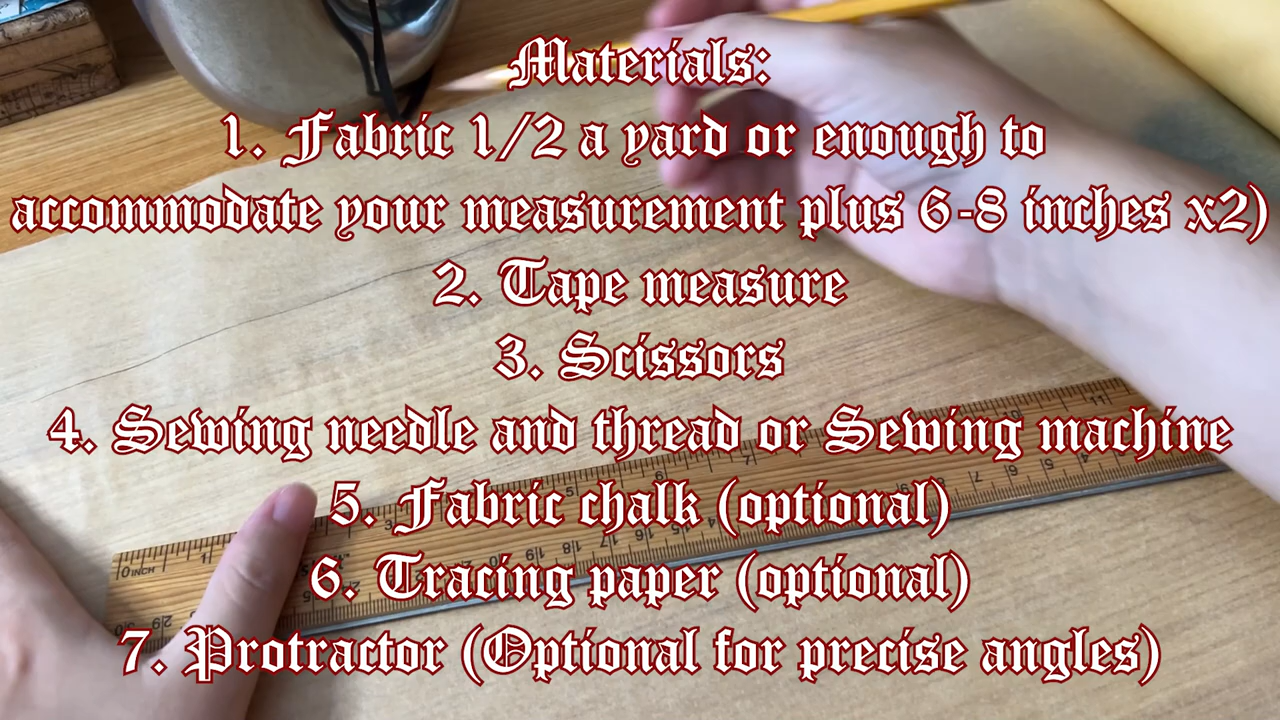 Materials:
1. Fabric 1/2 a yard or enough to
accommodate your measurement plus 6-8 inches x2)
2. Tape measure
3. Scissors
4. Sewing needle and thread or Sewing machine
5. Fabric chalk (optional)
6. Tracing paper (optional)
7. Protractor (Optional for precise angles)
0 INCH